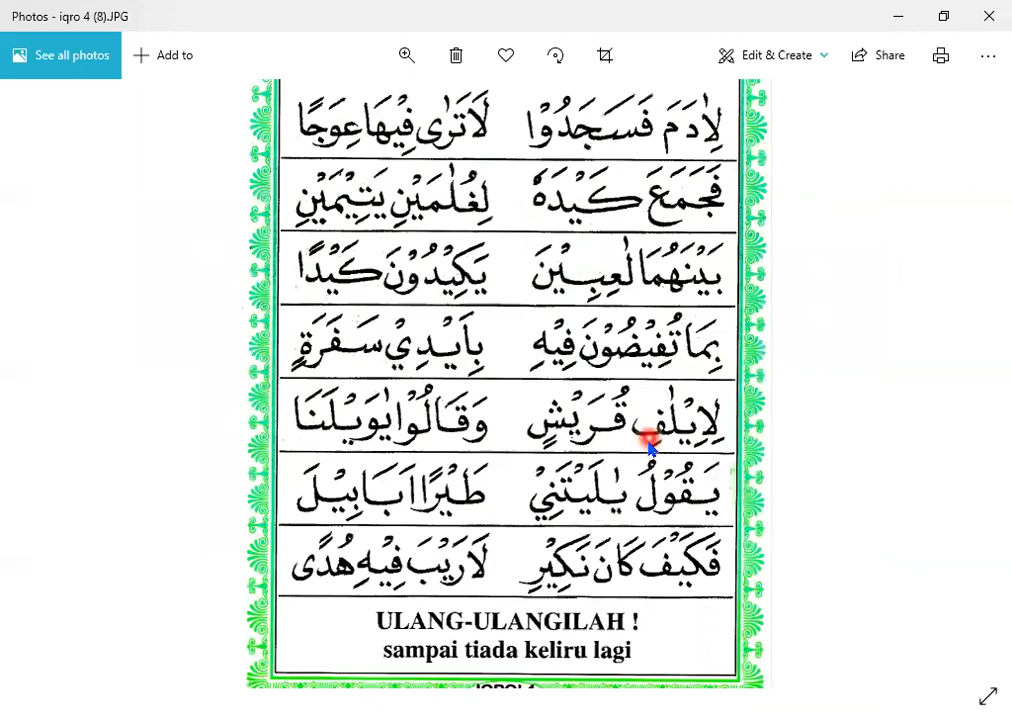 Photos - iqro 4 (8).JPG
See all photos
Add to
Edit & Create
Share
لِاٰدَمَ فَسَجَدُوْا لَاتَرٰى فِيْهَا عِوَجًا
فَجَمَعَ كَيْدَهٗ لِغُلٰمَيْنِ يَتِيْمَيْنِ
بَيْنَهُمَا لٰعِبِيْنَ يَكِيْدُوْنَ كَيْدًا
بِمَا تُفِيْضُوْنَ فِيْهِ بِاَيْدِيْ سَفَرَةٍ
لِاِيْلٰفِ قُرَيْشٍ وَقَالُوْا يٰوَيْلَنَا
يَقُوْلُ يٰلَيْتَنِيْ طَيْرًا اَبَابِيْلَ
فَكَيْفَ كَانَ نَكِيْرِ لَارَيْبَ فِيْهِ هُدًى
ULANG-ULANGILAH !
sampai tiada keliru lagi